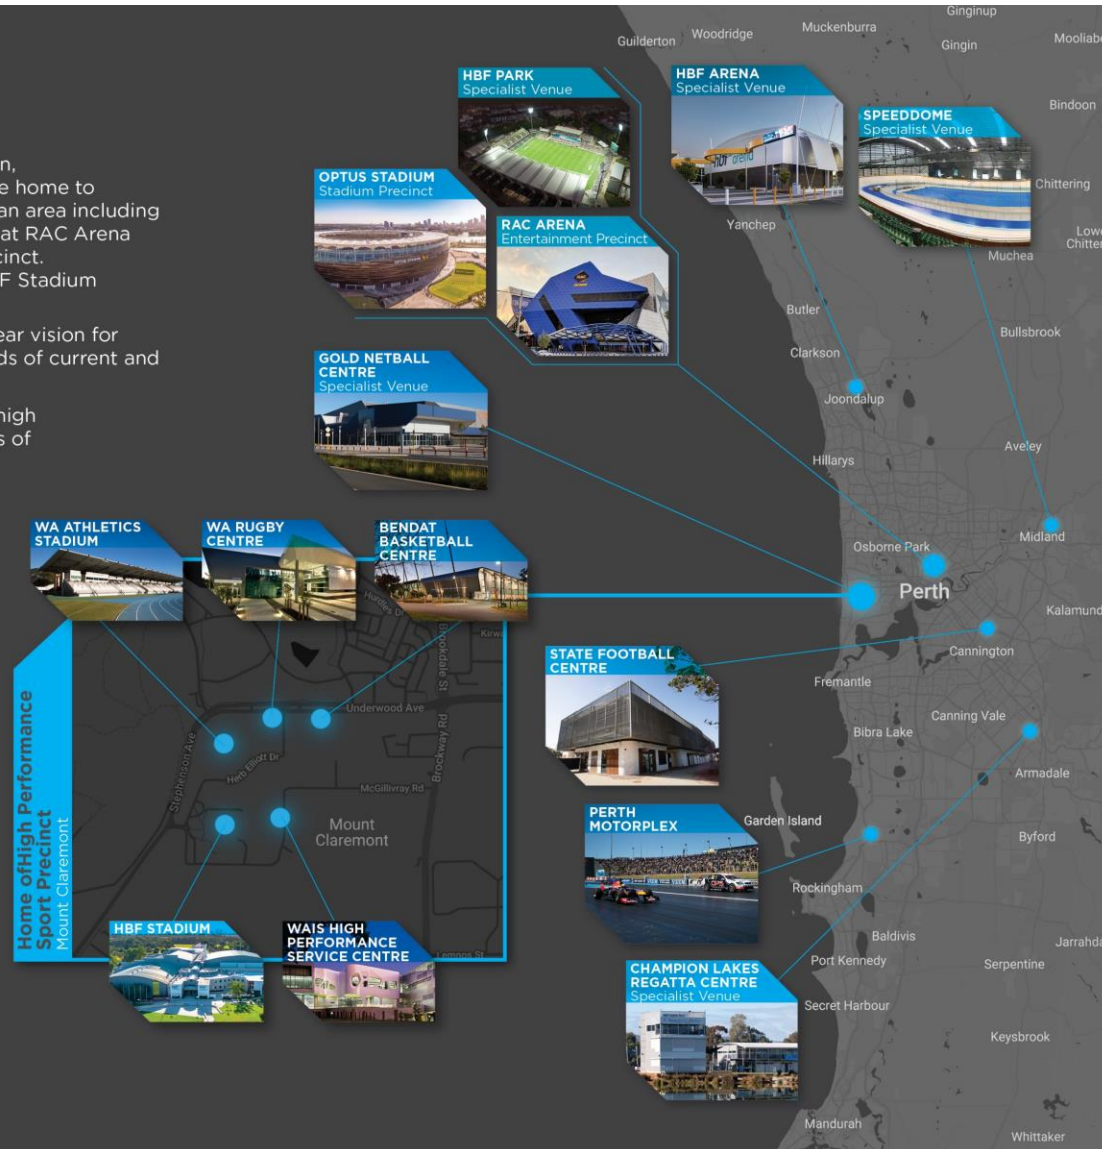 n,
e home to
an area including
at RAC Arena
cinct.
F Stadium
ear vision for
ds of current and
high
s of
HBF PARK
Specialist Venue
HBF ARENA
Specialist Venue
SPEEDDOME
Specialist Venue
OPTUS STADIUM
Stadium Precinct
RAC ARENA
Entertainment Precinct
GOLD NETBALL
CENTRE
Specialist Venue
WA ATHLETICS
STADIUM
WA RUGBY
CENTRE
BENDAT
BASKETBALL
CENTRE
STATE FOOTBALL
CENTRE
PERTH
MOTORPLEX
CHAMPION LAKES
REGATTA CENTRE
Specialist Venue
HBF STADIUM
WAIS HIGH
PERFORMANCE
SERVICE CENTRE
Home ofHigh Performance
Sport Precinct
Mount Claremont
Hurdles D
Brookdale St
Kirwa
Underwood Ave
Stephenson Ave
Herb Elliott Dr
Brockway Rd
McGillivray Rd
Mount
Claremont
Lemnos St
Ginginup
Guilderton
Woodridge
Muckenburra
Gingin
Mooliabe
Bindoon
Chittering
Yanchep
Lowe
Chitter
Muchea
Butler
Bullsbrook
Clarkson
Joondalup
Aveley
Hillarys
Midland
Osborne Park
Perth
Kalamund
Cannington
Fremantle
Canning Vale
Bibra Lake
Armadale
Garden Island
Byford
Rockingham
Baldivis
Jarrahda
Port Kennedy
Serpentine
Secret Harbour
Keysbrook
Mandurah
Whittaker